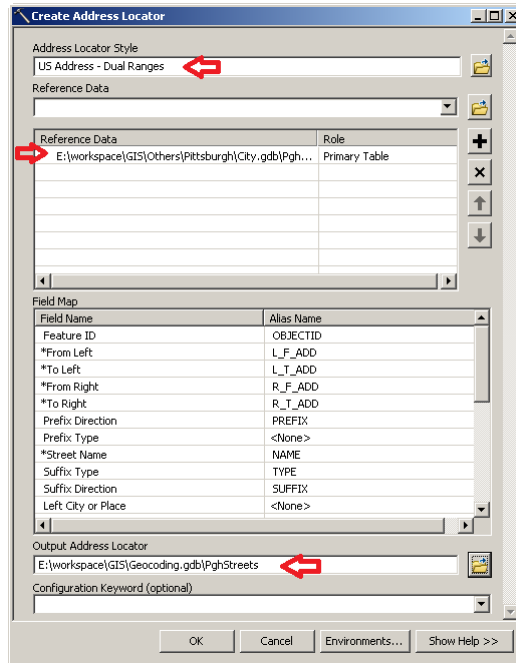 Create Address Locator
Address Locator Style
US Address - Dual Ranges
Reference Data
Reference Data Role
E:\workspace\GIS\Others\Pittsburgh\City.gdb\Pgh... Primary Table
Field Map
Field Name Alias Name
Feature ID OBJECTID
*From Left L_F_ADD
*To Left L_T_ADD
*From Right R_F_ADD
*To Right R_T_ADD
Prefix Direction PREFIX
Prefix Type <None>
*Street Name NAME
Suffix Type TYPE
Suffix Direction SUFFIX
Left City or Place <None>
Output Address Locator
E:\workspace\GIS\Geocoding.gdb\PghStreets
Configuration Keyword (optional)
OK Cancel Environments... Show Help >>